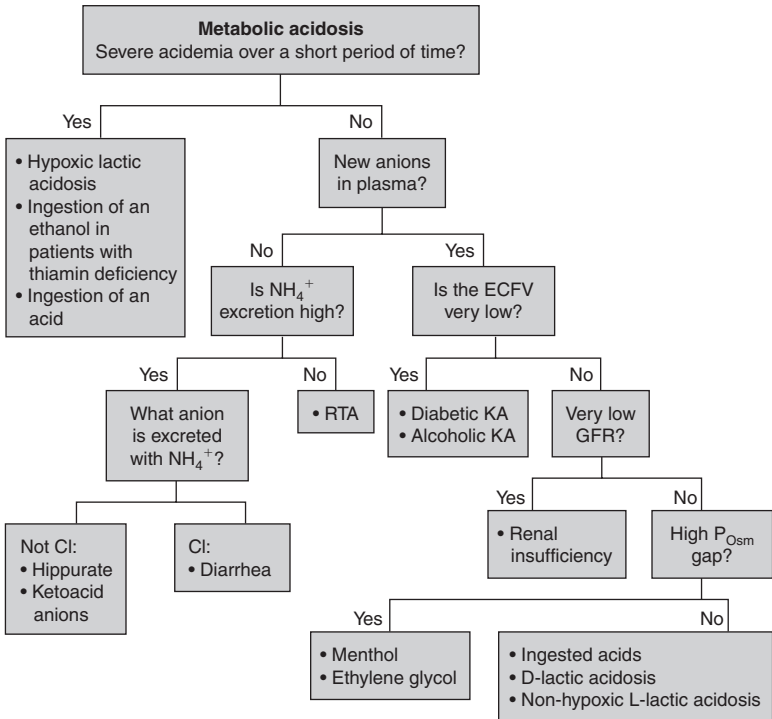 Metabolic acidosis
Severe acidemia over a short period of time?
Yes
No
• Hypoxic lactic
acidosis
• Ingestion of an
ethanol in
patients with
thiamin deficiency
• Ingestion of an
acid
New anions
in plasma?
No
Yes
Is NH₄⁺
excretion high?
Is the ECFV
very low?
Yes
No
Yes
No
What anion
is excreted
with NH₄⁺?
• RTA
• Diabetic KA
• Alcoholic KA
Very low
GFR?
Yes
No
Not Cl:
• Hippurate
• Ketoacid
anions
Cl:
• Diarrhea
• Renal
insufficiency
High P_Osm
gap?
Yes
No
• Menthol
• Ethylene glycol
• Ingested acids
• D-lactic acidosis
• Non-hypoxic L-lactic acidosis